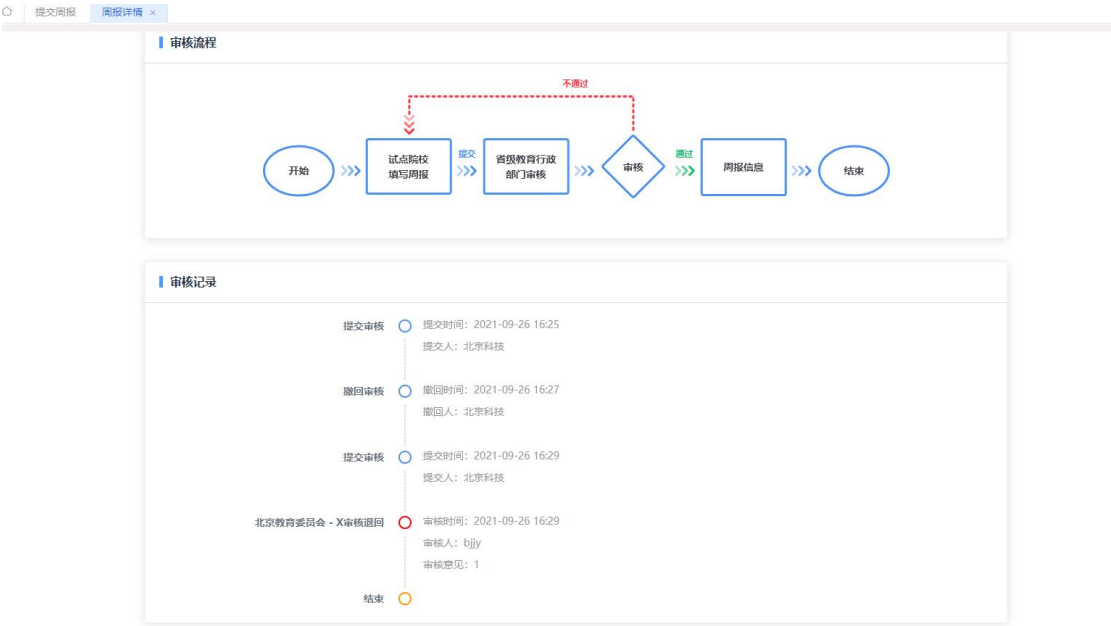 提交周报 周报详情 ×
审核流程
不通过
开始
试点院校
填写周报
提交
省级教育行政
部门审核
审核
通过
周报信息
结束
审核记录
提交审核 提交时间：2021-09-26 16:25
提交人：北京科技
撤回审核 撤回时间：2021-09-26 16:27
撤回人：北京科技
提交审核 提交时间：2021-09-26 16:29
提交人：北京科技
北京教育委员会 - X审核退回 审核时间：2021-09-26 16:29
审核人：bjjy
审核意见：1
结束